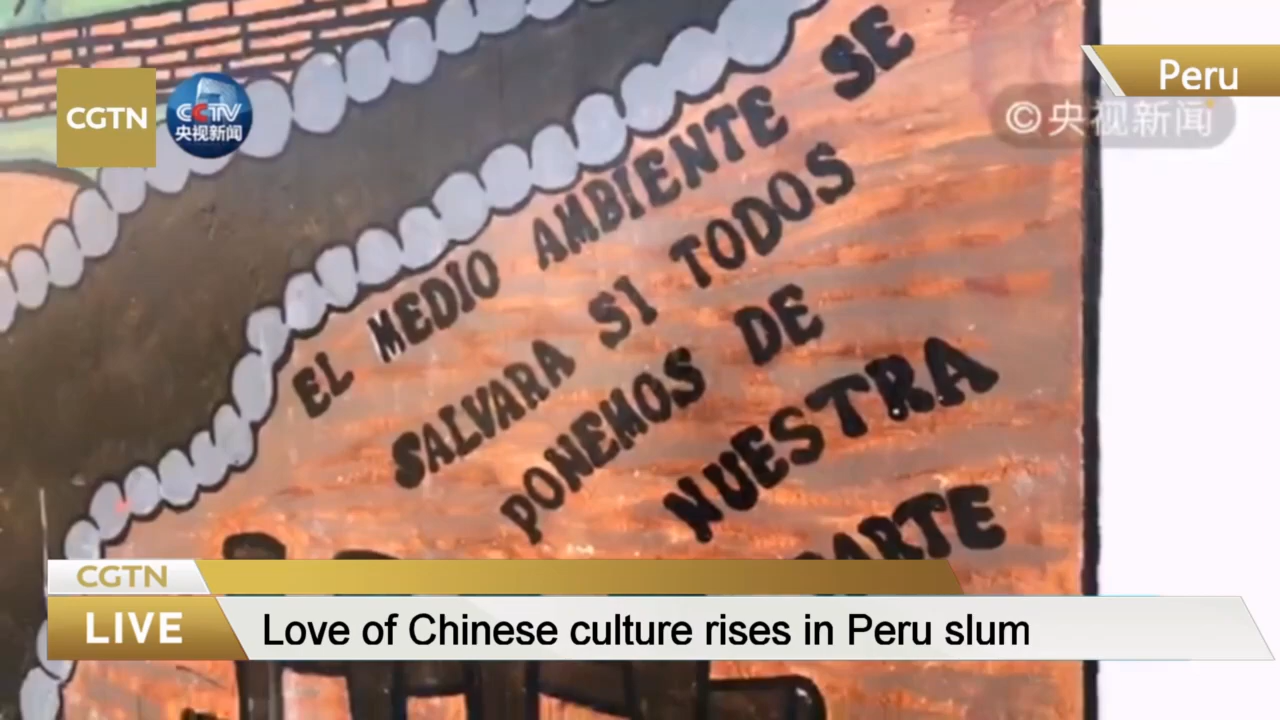 Peru
CGTN
CCTV
央视新闻
©央视新闻
EL MEDIO AMBIENTE SE
SALVARA SI TODOS
PONEMOS DE
NUESTRA
PARTE
CGTN
LIVE
Love of Chinese culture rises in Peru slum